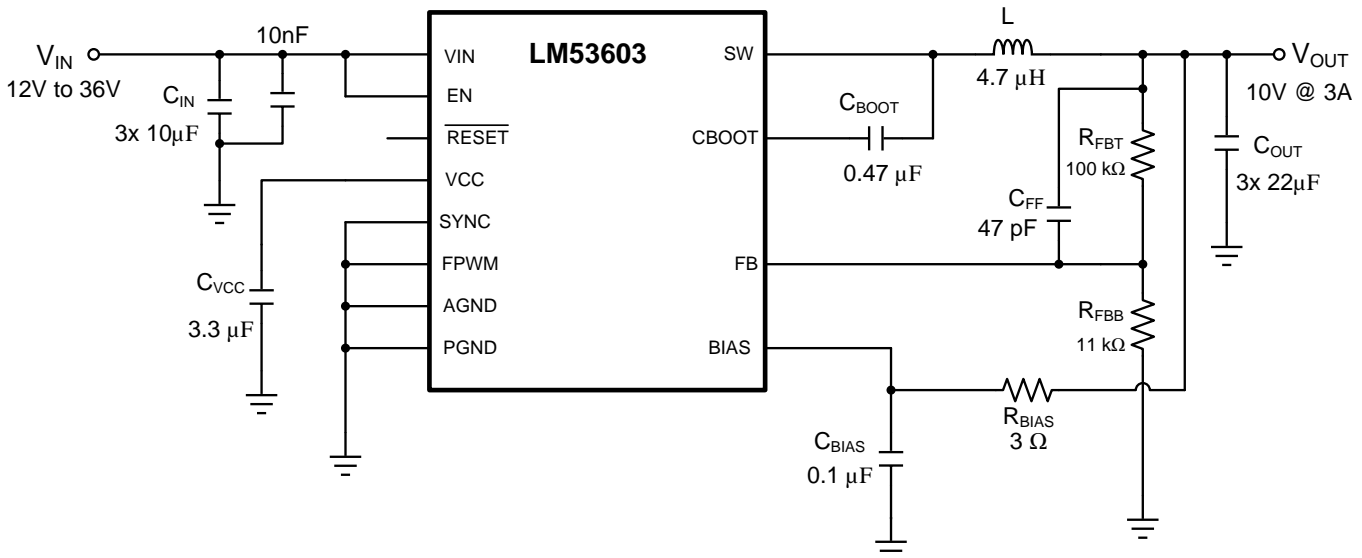 V_IN
12V to 36V
10nF
C_IN
3x 10µF
C_VCC
3.3 µF
LM53603
VIN
EN
RESET
VCC
SYNC
FPWM
AGND
PGND
SW
CBOOT
FB
BIAS
L
4.7 µH
C_BOOT
0.47 µF
C_FF
47 pF
R_FBT
100 kΩ
R_FBB
11 kΩ
R_BIAS
3 Ω
C_BIAS
0.1 µF
V_OUT
10V @ 3A
C_OUT
3x 22µF